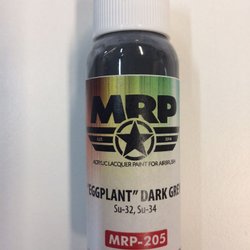 MRP
ACRYLIC LACQUER PAINT FOR AIRBRUSH
"EGGPLANT" DARK GREY
Su-32, Su-34
MRP-205